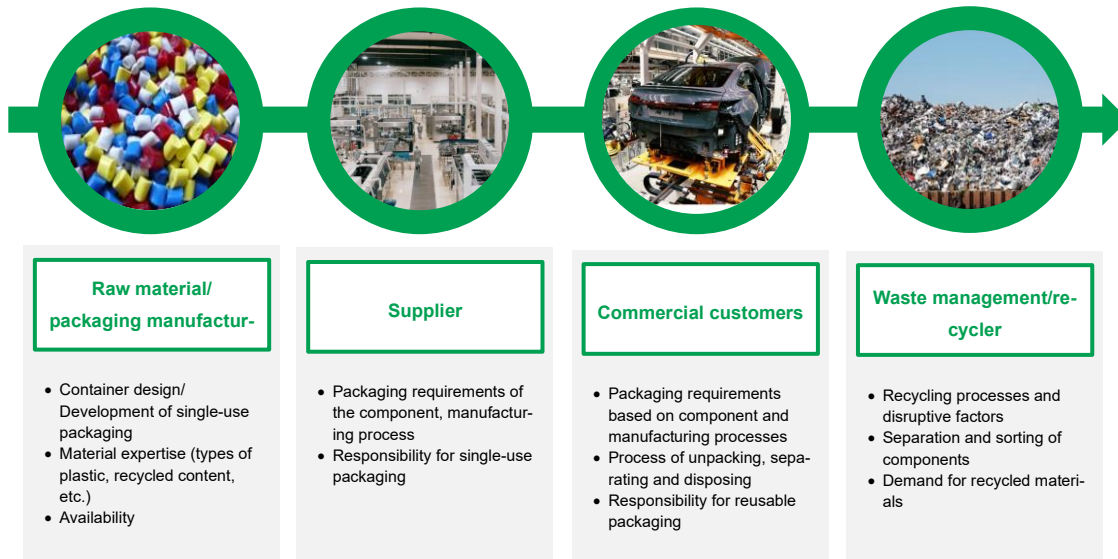 Raw material/
packaging manufactur-
Container design/
Development of single-use
packaging
Material expertise (types of
plastic, recycled content,
etc.)
Availability
Supplier
Packaging requirements of
the component, manufactur-
ing process
Responsibility for single-use
packaging
Commercial customers
Packaging requirements
based on component and
manufacturing processes
Process of unpacking, sepa-
rating and disposing
Responsibility for reusable
packaging
Waste management/re-
cycler
Recycling processes and
disruptive factors
Separation and sorting of
components
Demand for recycled materi-
als